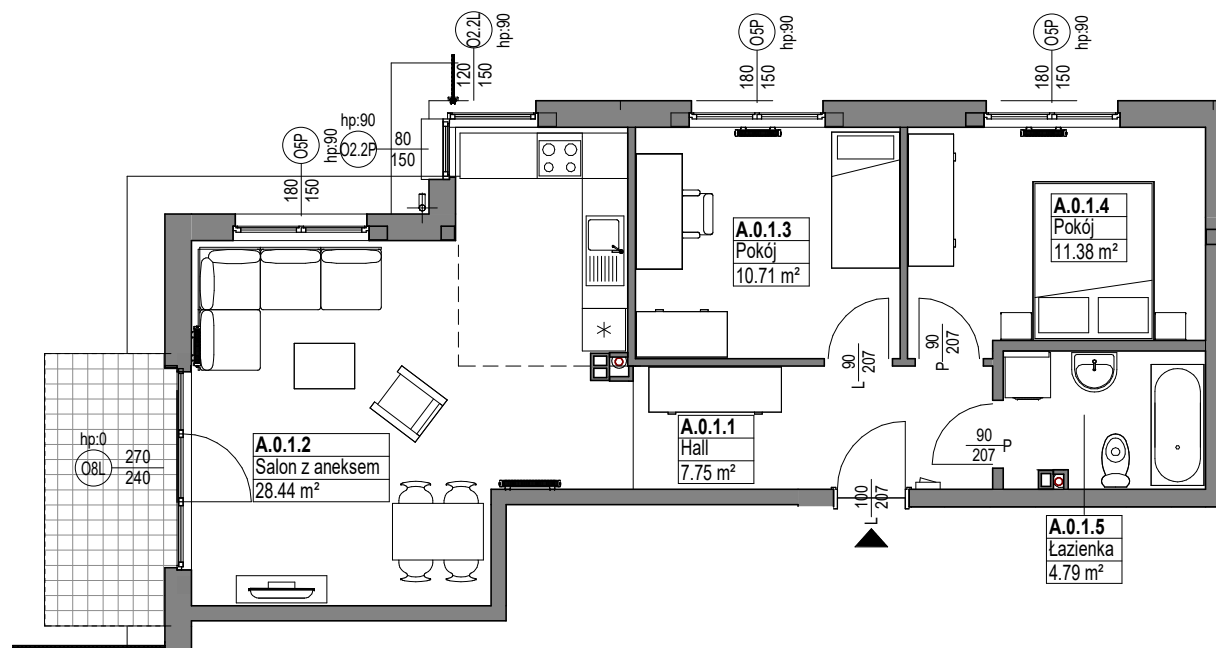 O2.2L
hp:90
120
150
O5P
hp:90
180
150
O5P
hp:90
180
150
O5P
hp:90
180
150
hp:90
O2.2P
80
150
A.0.1.3
Pokój
10.71 m²
A.0.1.4
Pokój
11.38 m²
90
207
L
90
207
P
A.0.1.1
Hall
7.75 m²
A.0.1.2
Salon z aneksem
28.44 m²
hp:0
O8L
270
240
90
207
P
100
207
L
A.0.1.5
Łazienka
4.79 m²